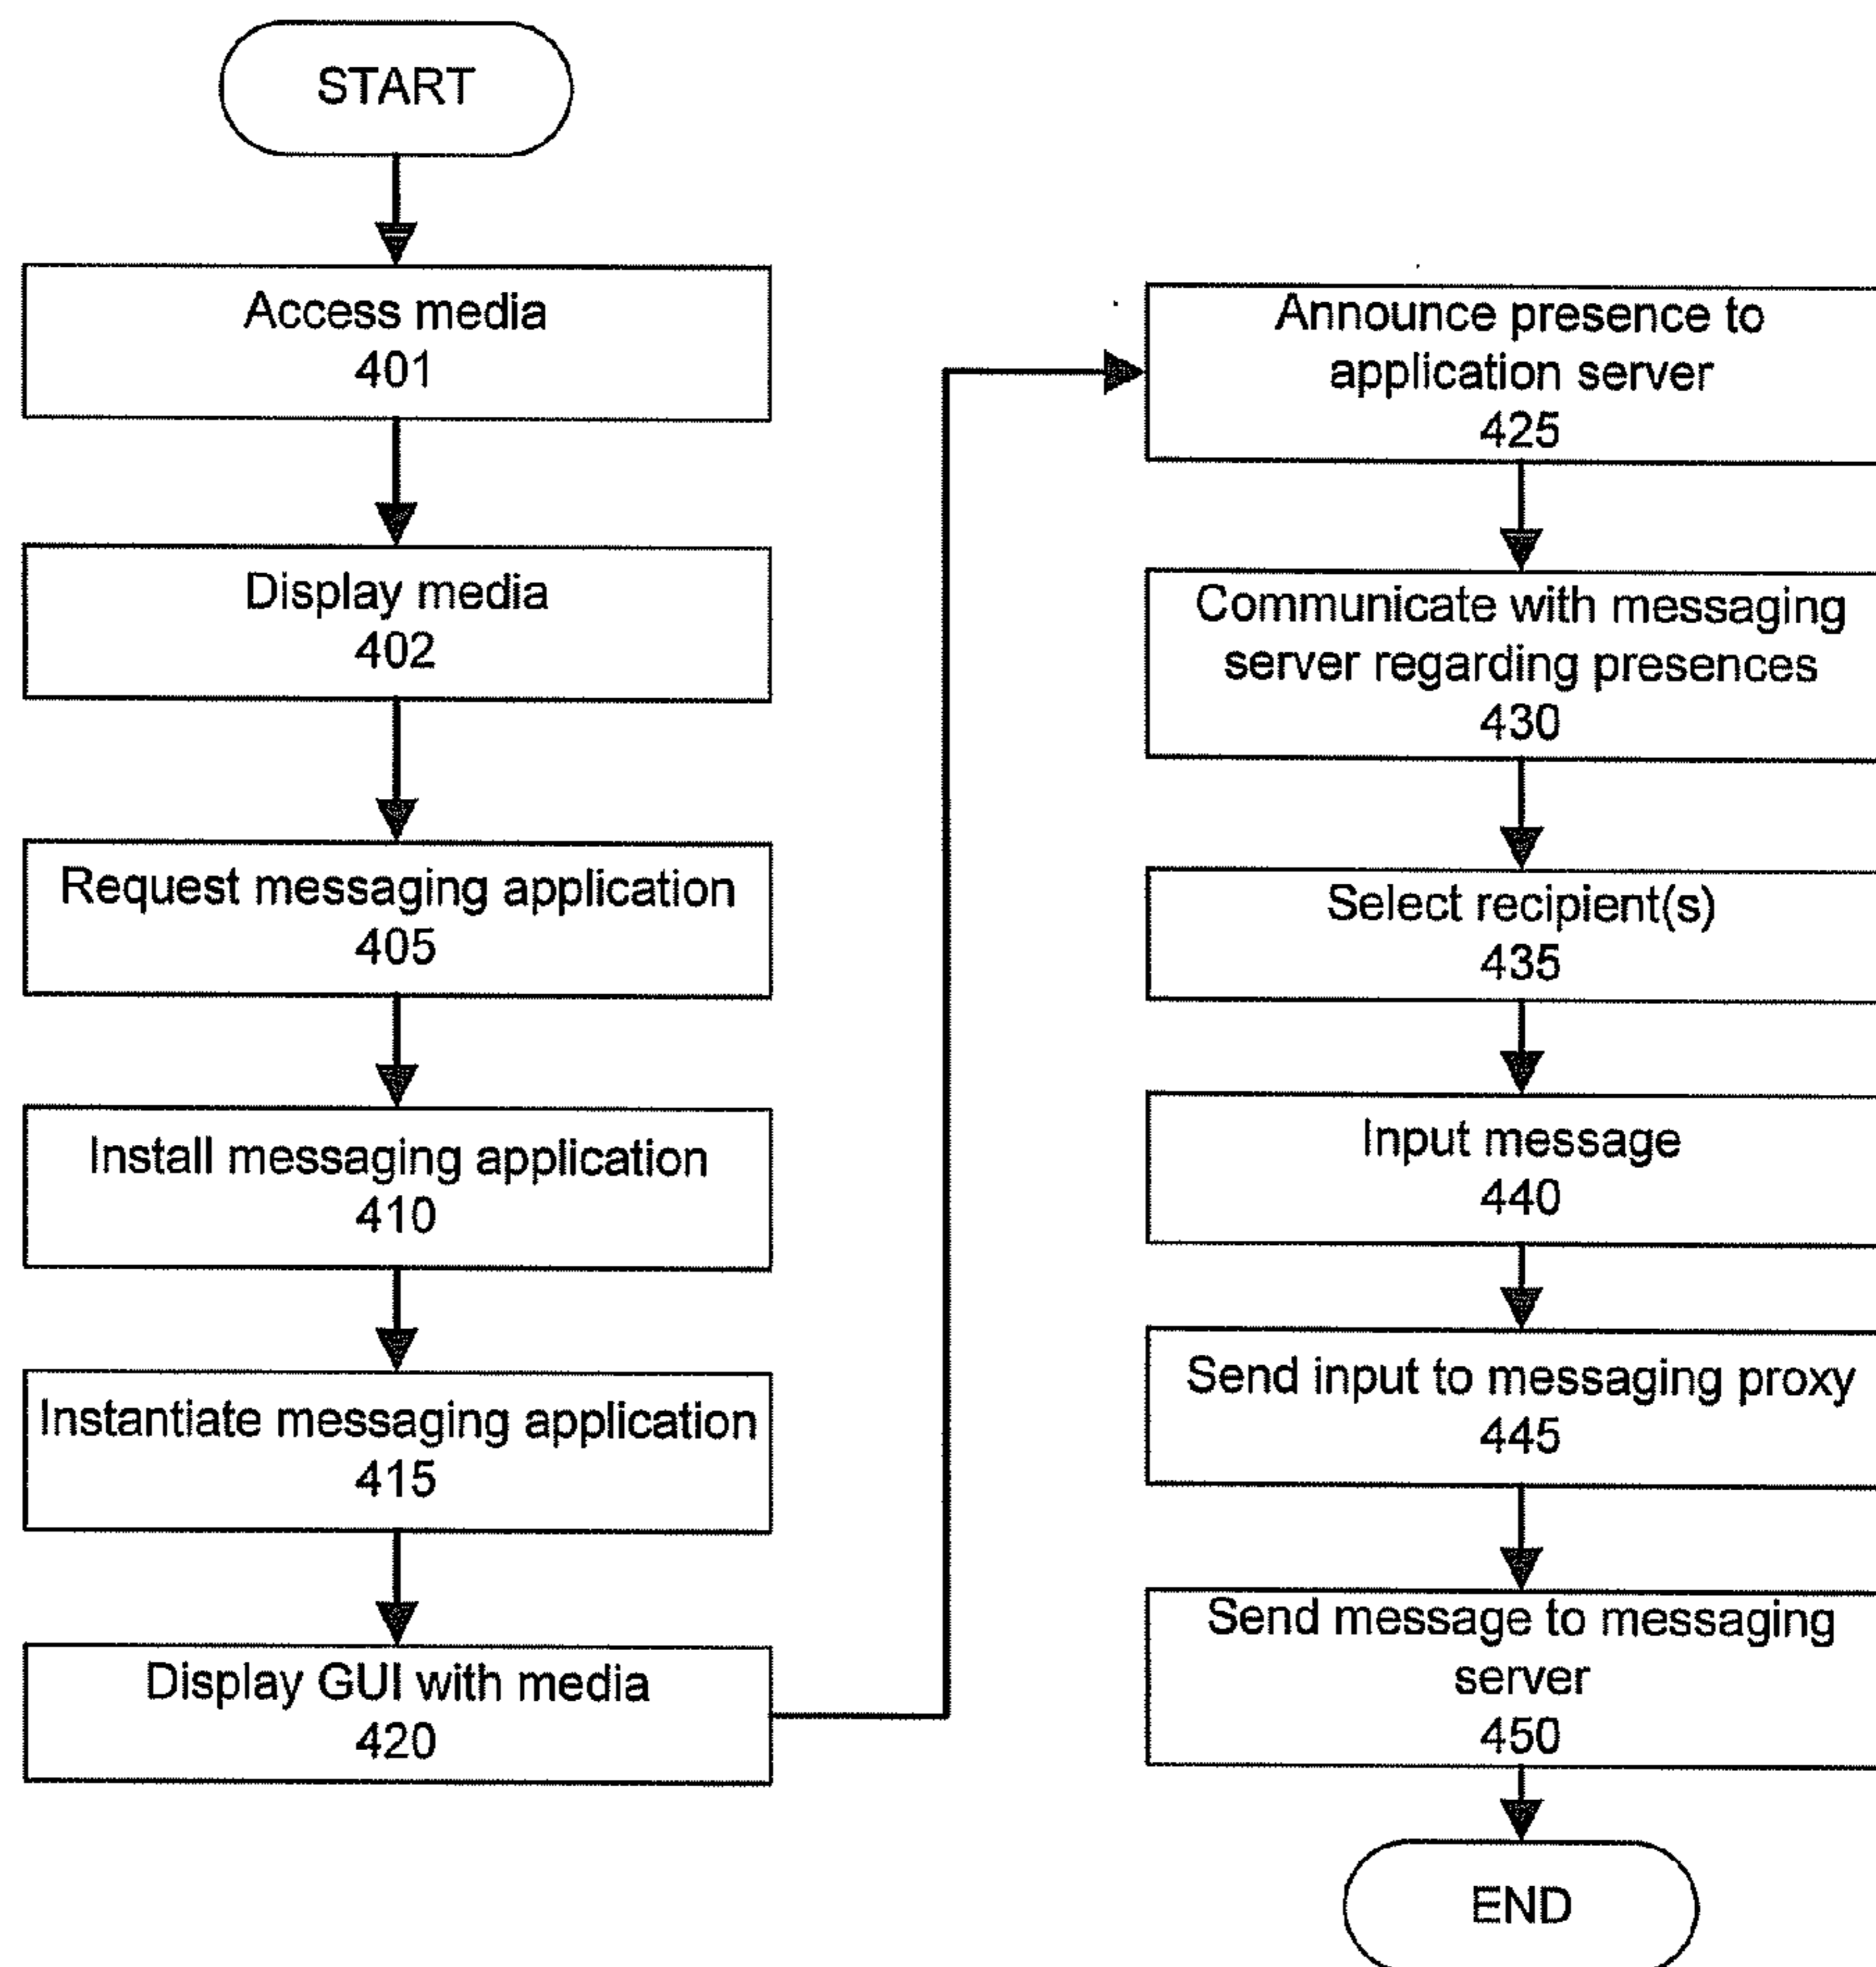 START
Access media
401
Display media
402
Request messaging application
405
Install messaging application
410
Instantiate messaging application
415
Display GUI with media
420
Announce presence to
application server
425
Communicate with messaging
server regarding presences
430
Select recipient(s)
435
Input message
440
Send input to messaging proxy
445
Send message to messaging
server
450
END